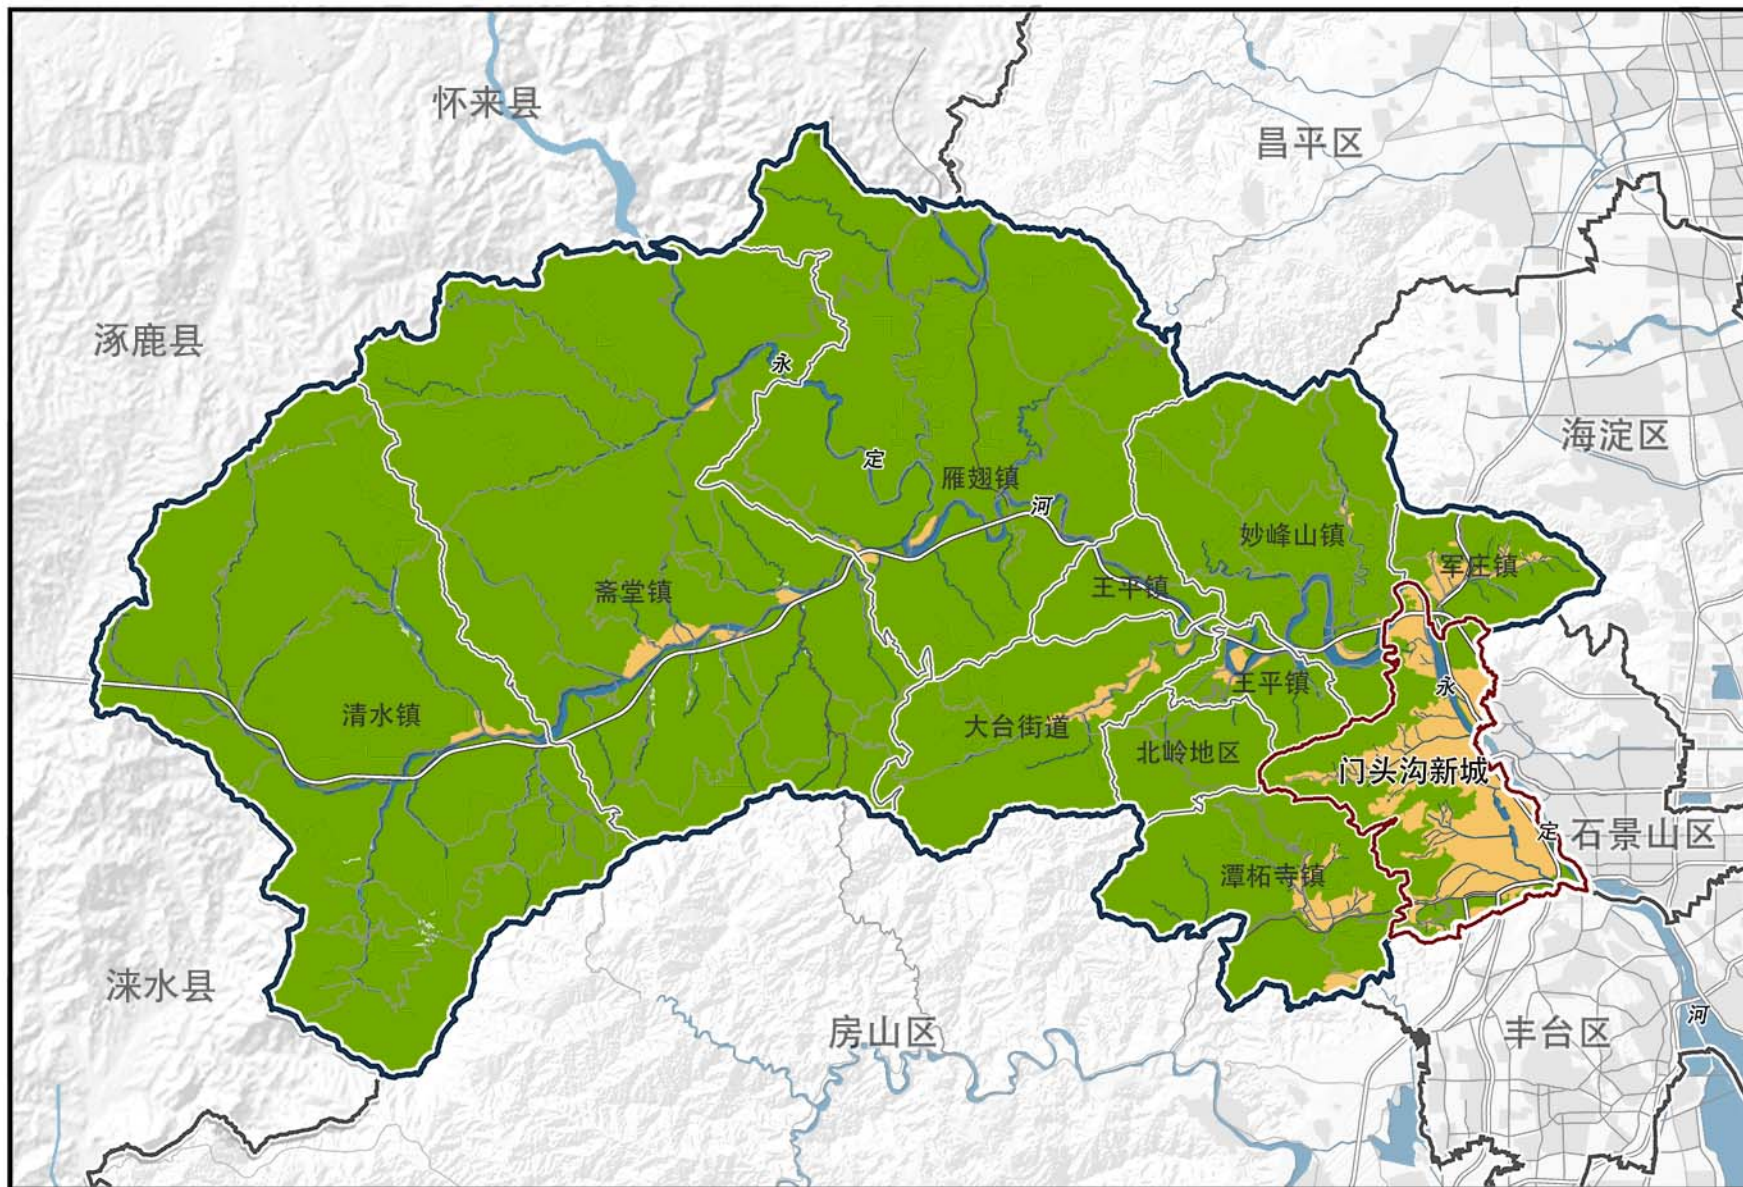 怀来县
昌平区
涿鹿县
永
海淀区
定
雁翅镇
河
妙峰山镇
军庄镇
斋堂镇
王平镇
清水镇
王平镇
永
大台街道
北岭地区
门头沟新城
石景山区
定
潭柘寺镇
涞水县
房山区
丰台区
河